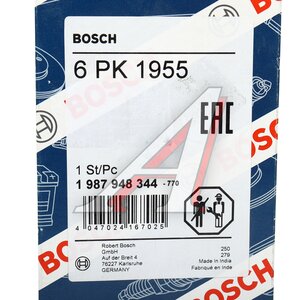 BOSCH
6 PK 1955
EAC
1 St/Pc
1 987 948 344 -770
4 047024 167025
Robert Bosch
GmbH
Auf der Breit 4
76227 Karlsruhe
GERMANY
250
279
Made in India
Fabriqué en Inde
BOSCH
BOSCH